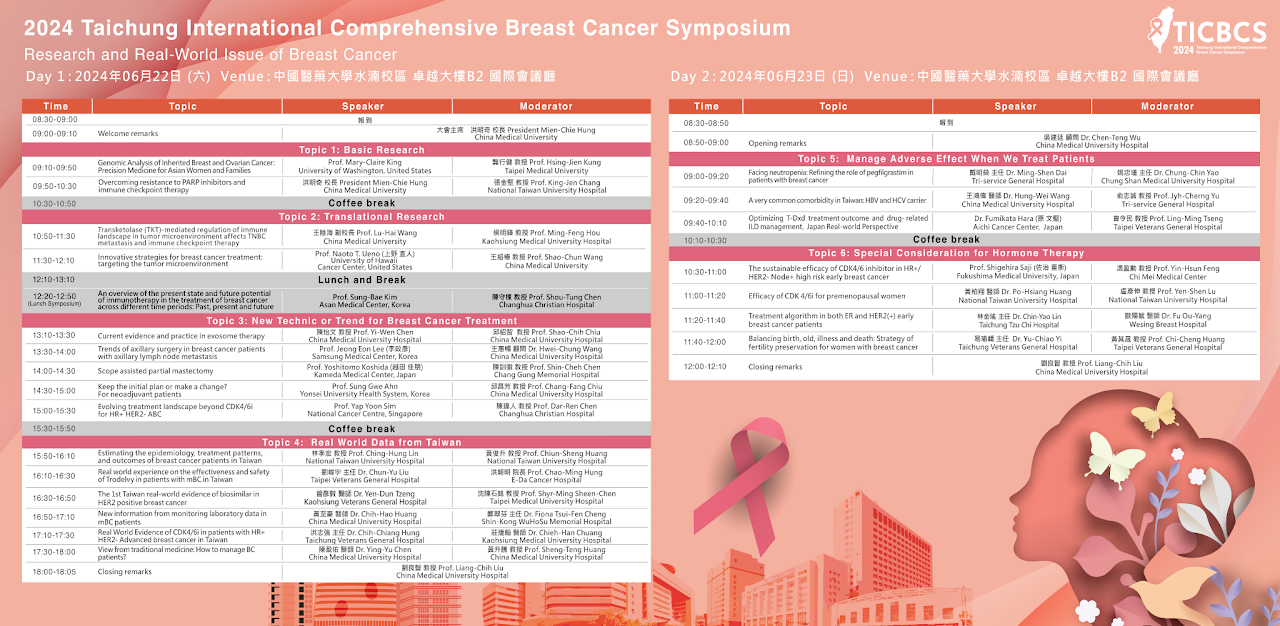 2024 Taichung International Comprehensive Breast Cancer Symposium
Research and Real-World Issue of Breast Cancer
Day 1 : 2024年06月22日 (六) Venue : 中國醫藥大學水湳校區 卓越大樓B2 國際會議廳
Time Topic Speaker Moderator
08:30-09:00 報到
09:00-09:10 Welcome remarks 大會主席 洪明奇 校長 President Mien-Chie Hung
China Medical University
Topic 1: Basic Research
09:10-09:50 Genomic Analysis of Inherited Breast and Ovarian Cancer:
Precision Medicine for Asian Women and Families
Prof. Mary-Claire King
University of Washington, United States
龔行健 教授 Prof. Hsing-Jien Kung
Taipei Medical University
09:50-10:30 Overcoming resistance to PARP inhibitors and
immune checkpoint therapy
洪明奇 校長 President Mien-Chie Hung
China Medical University
張金堅 教授 Prof. King-Jen Chang
National Taiwan University Hospital
10:30-10:50 Coffee break
Topic 2: Translational Research
10:50-11:30 Transketolase (TKT)-mediated regulation of immune
landscape in tumor microenvironment affects TNBC
metastasis and immune checkpoint therapy
王陸海 副校長 Prof. Lu-Hai Wang
China Medical University
侯明鋒 教授 Prof. Ming-Feng Hou
Kaohsiung Medical University Hospital
11:30-12:10 Innovative strategies for breast cancer treatment:
targeting the tumor microenvironment
Prof. Naoto T. Ueno (上野 直人)
University of Hawaii
Cancer Center, United States
王紹椿 教授 Prof. Shao-Chun Wang
China Medical University
12:10-13:10 Lunch and Break
12:20-12:50
(Lunch Symposium)
An overview of the present state and future potential
of immunotherapy in the treatment of breast cancer
across different time periods: Past, present and future
Prof. Sung-Bae Kim
Asan Medical Center, Korea
陳守棟 教授 Prof. Shou-Tung Chen
Changhua Christian Hospital
Topic 3: New Technic or Trend for Breast Cancer Treatment
13:10-13:30 Current evidence and practice in exosome therapy
陳怡文 教授 Prof. Yi-Wen Chen
China Medical University Hospital
邱紹智 教授 Prof. Shao-Chih Chiu
China Medical University Hospital
13:30-14:00 Trends of axillary surgery in breast cancer patients
with axillary lymph node metastasis
Prof. Jeong Eon Lee (李政彥)
Samsung Medical Center, Korea
王惠暢 顧問 Dr. Hwei-Chung Wang
China Medical University Hospital
14:00-14:30 Scope assisted partial mastectomy
Prof. Yoshitomo Koshida (越田 佳朋)
Kameda Medical Center, Japan
陳訓徹 教授 Prof. Shin-Cheh Chen
Chang Gung Memorial Hospital
14:30-15:00 Keep the initial plan or make a change?
For neoadjuvant patients
Prof. Sung Gwe Ahn
Yonsei University Health System, Korea
邱昌芳 教授 Prof. Chang-Fang Chiu
China Medical University Hospital
15:00-15:30 Evolving treatment landscape beyond CDK4/6i
for HR+ HER2- ABC
Prof. Yap Yoon Sim
National Cancer Centre, Singapore
陳達人 教授 Prof. Dar-Ren Chen
Changhua Christian Hospital
15:30-15:50 Coffee break
Topic 4: Real World Data from Taiwan
15:50-16:10 Estimating the epidemiology, treatment patterns,
and outcomes of breast cancer patients in Taiwan
林季宏 教授 Prof. Ching-Hung Lin
National Taiwan University Hospital
黃俊升 教授 Prof. Chiun-Sheng Huang
National Taiwan University Hospital
16:10-16:30 Real world experience on the effectiveness and safety
of Trodelvy in patients with mBC in Taiwan
劉峻宇 主任 Dr. Chun-Yu Liu
Taipei Veterans General Hospital
洪朝明 院長 Prof. Chao-Ming Hung
E-Da Cancer Hospital
16:30-16:50 The 1st Taiwan real-world evidence of biosimilar in
HER2 positive breast cancer
曾彥敦 醫師 Dr. Yen-Dun Tzeng
Kaohsiung Veterans General Hospital
沈陳石銘 教授 Prof. Shyr-Ming Sheen-Chen
Taipei Medical University
16:50-17:10 New information from monitoring laboratory data in
mBC patients
黃至豪 醫師 Dr. Chih-Hao Huang
China Medical University Hospital
鄭翠芬 主任 Dr. Fiona Tsui-Fen Cheng
Shin-Kong WuHoSu Memorial Hospital
17:10-17:30 Real World Evidence of CDK4/6i in patients with HR+
HER2- Advanced breast cancer in Taiwan
洪志強 主任 Dr. Chih-Chiang Hung
Taichung Veterans General Hospital
莊捷翰 醫師 Dr. Chieh-Han Chuang
Kaohsiung Medical University Hospital
17:30-18:00 View from traditional medicine: How to manage BC
patients?
陳盈佑 醫師 Dr. Ying-Yu Chen
China Medical University Hospital
黃升騰 教授 Prof. Sheng-Teng Huang
China Medical University Hospital
18:00-18:05 Closing remarks 劉良智 教授 Prof. Liang-Chih Liu
China Medical University Hospital
TICBCS
2024 Taichung International Comprehensive
Breast Cancer Symposium
Day 2 : 2024年06月23日 (日) Venue : 中國醫藥大學水湳校區 卓越大樓B2 國際會議廳
Time Topic Speaker Moderator
08:30-08:50 報到
08:50-09:00 Opening remarks 吳建廷 顧問 Dr. Chen-Teng Wu
China Medical University Hospital
Topic 5: Manage Adverse Effect When We Treat Patients
09:00-09:20 Facing neutropenia: Refining the role of pegfilgrastim in
patients with breast cancer
戴明燊 主任 Dr. Ming-Shen Dai
Tri-service General Hospital
姚忠瑾 主任 Dr. Chung-Chin Yao
Chung Shan Medical University Hospital
09:20-09:40 A very common comorbidity in Taiwan: HBV and HCV carrier
王鴻偉 醫師 Dr. Hung-Wei Wang
China Medical University Hospital
俞志誠 教授 Prof. Jyh-Cherng Yu
Tri-service General Hospital
09:40-10:10 Optimizing T-Dxd treatment outcome and drug- related
ILD management, Japan Real-world Perspective
Dr. Fumikata Hara (原 文堅)
Aichi Cancer Center, Japan
曾令民 教授 Prof. Ling-Ming Tseng
Taipei Veterans General Hospital
10:10-10:30 Coffee break
Topic 6: Special Consideration for Hormone Therapy
10:30-11:00 The sustainable efficacy of CDK4/6 inhibitor in HR+/
HER2- Node+ high risk early breast cancer
Prof. Shigehira Saji (佐治 重衡)
Fukushima Medical University, Japan
馮盈勳 教授 Prof. Yin-Hsun Feng
Chi Mei Medical Center
11:00-11:20 Efficacy of CDK 4/6i for premenopausal women
黃柏翔 醫師 Dr. Po-Hsiang Huang
National Taiwan University Hospital
盧彥伸 教授 Prof. Yen-Shen Lu
National Taiwan University Hospital
11:20-11:40 Treatment algorithm in both ER and HER2(+) early
breast cancer patients
林金瑤 主任 Dr. Chin-Yao Lin
Taichung Tzu Chi Hospital
歐陽賦 醫師 Dr. Fu Ou-Yang
Wesing Breast Hospital
11:40-12:00 Balancing birth, old, illness and death: Strategy of
fertility preservation for women with breast cancer
易瑜嶠 主任 Dr. Yu-Chiao Yi
Taichung Veterans General Hospital
黃其晟 教授 Prof. Chi-Cheng Huang
Taipei Veterans General Hospital
12:00-12:10 Closing remarks 劉良智 教授 Prof. Liang-Chih Liu
China Medical University Hospital